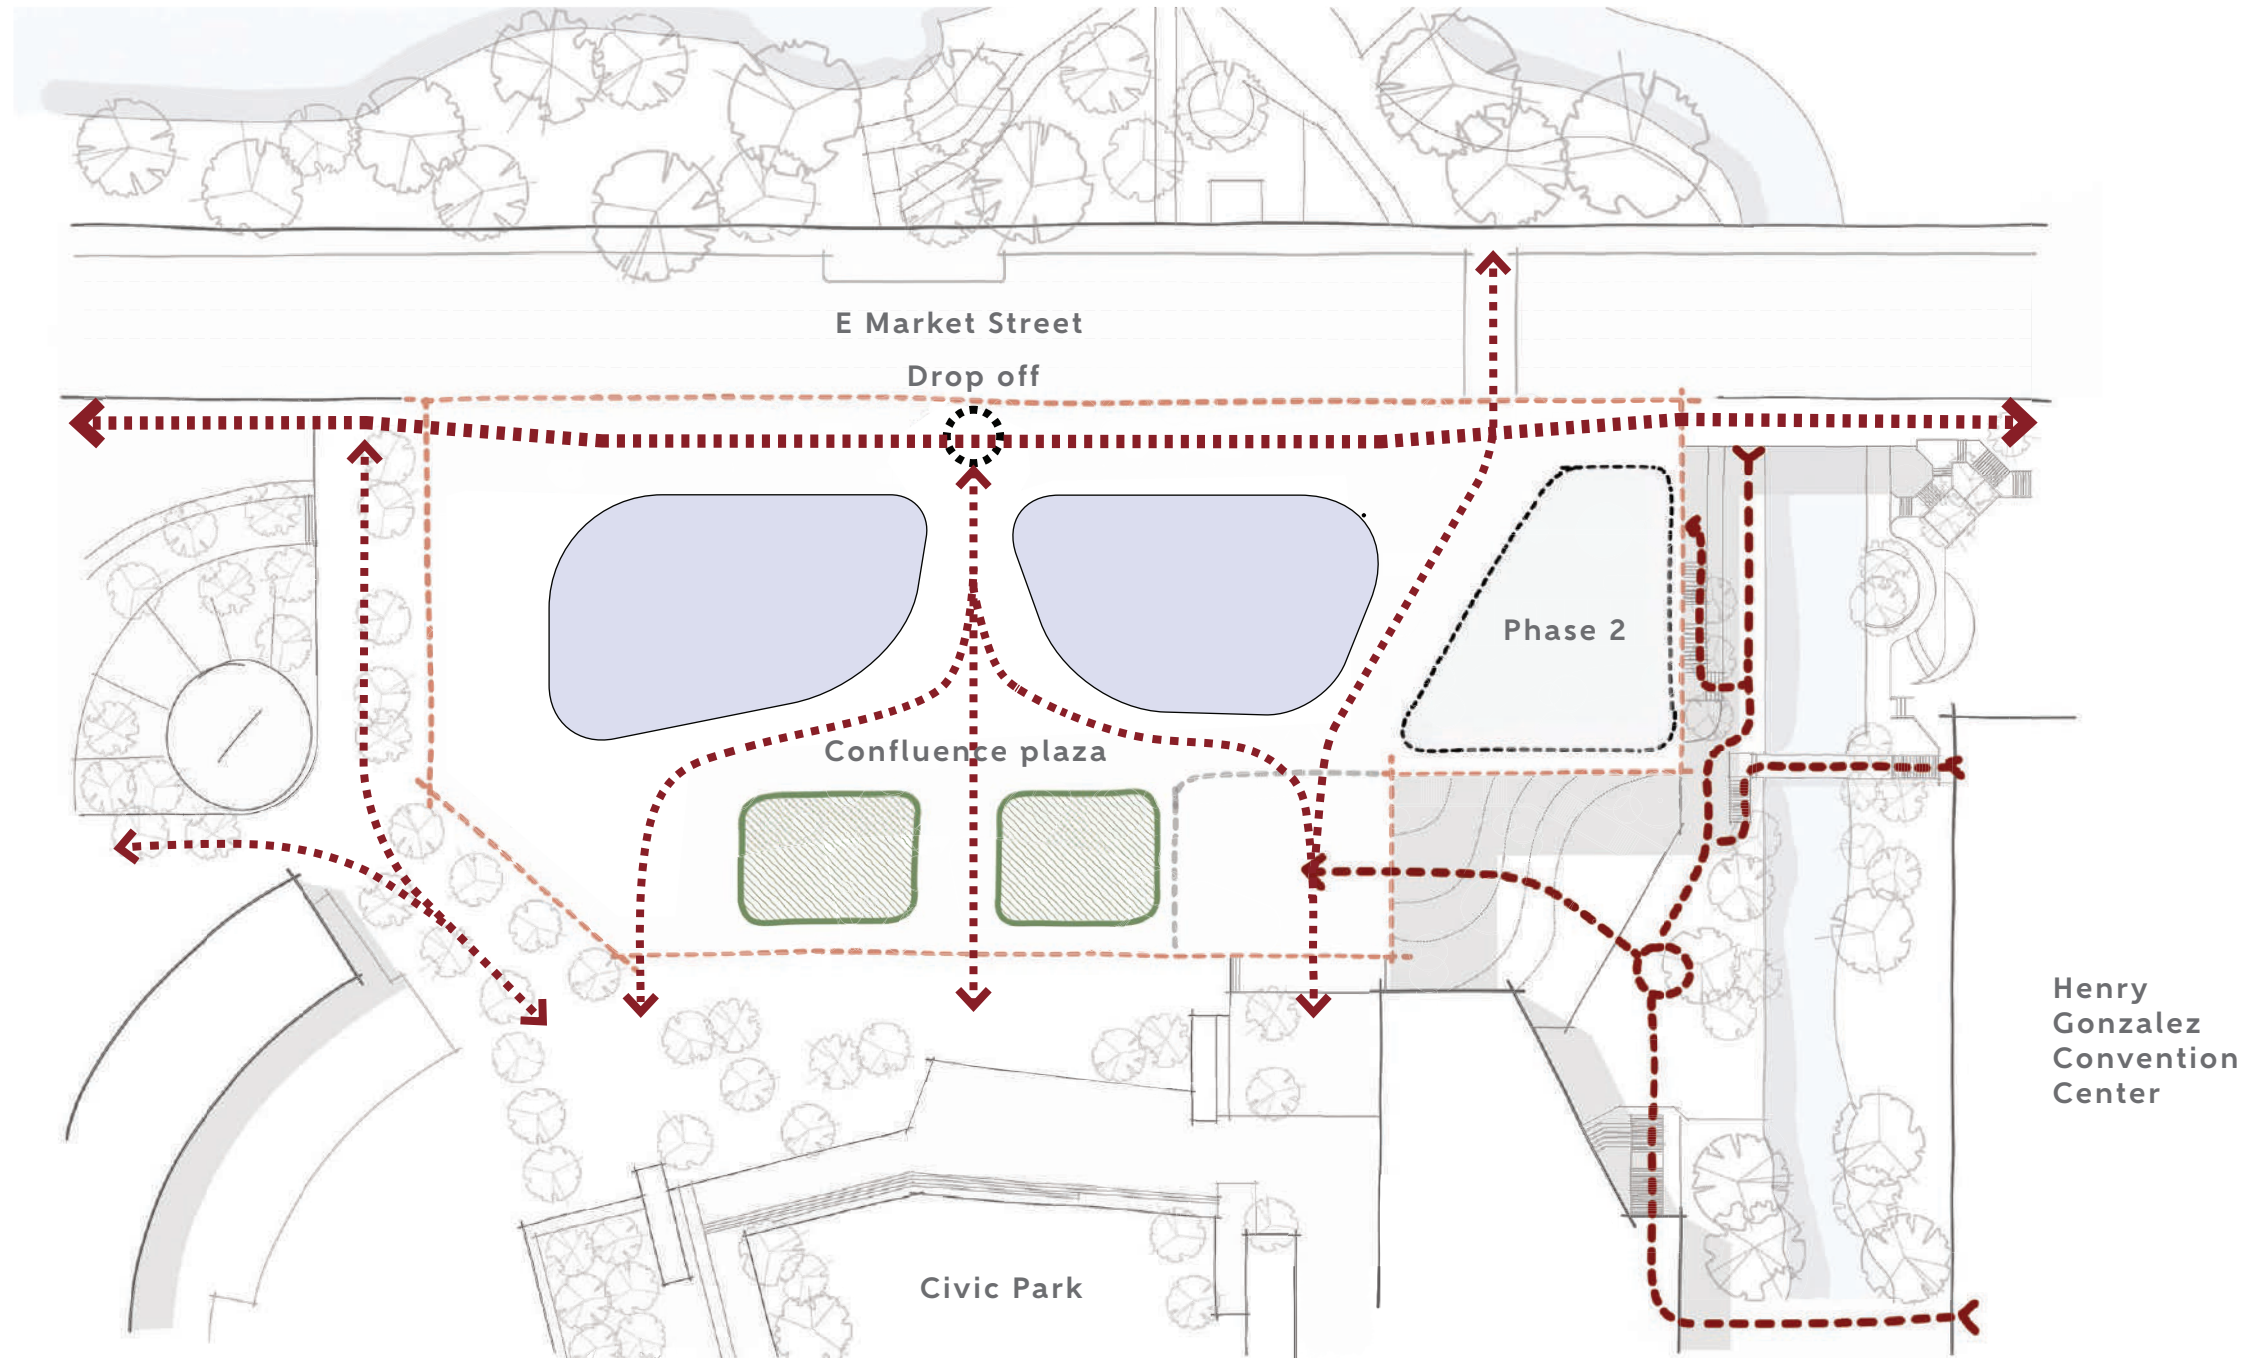 E Market Street
Drop off
Phase 2
Confluence plaza
Henry
Gonzalez
Convention
Center
Civic Park